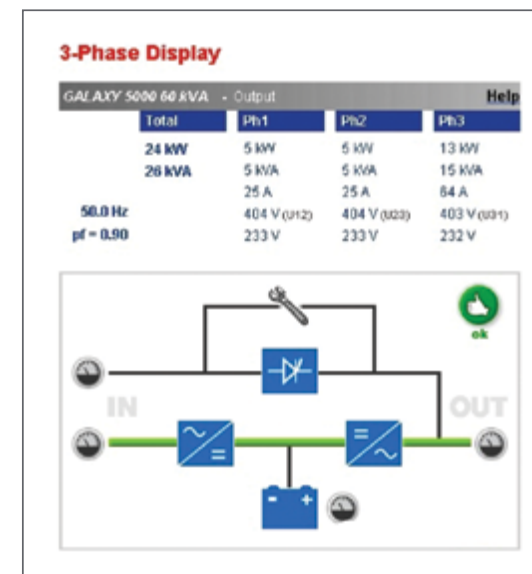 3-Phase Display
GALAXY 5000 60 kVA - Output Help
Total Ph1 Ph2 Ph3
24 kW 5 kW 5 kW 13 kW
26 kVA 5 kVA 5 kVA 15 kVA
25 A 25 A 64 A
50.0 Hz 404 V (U12) 404 V (U23) 403 V (U31)
pf = 0.90 233 V 233 V 232 V
ok
IN OUT